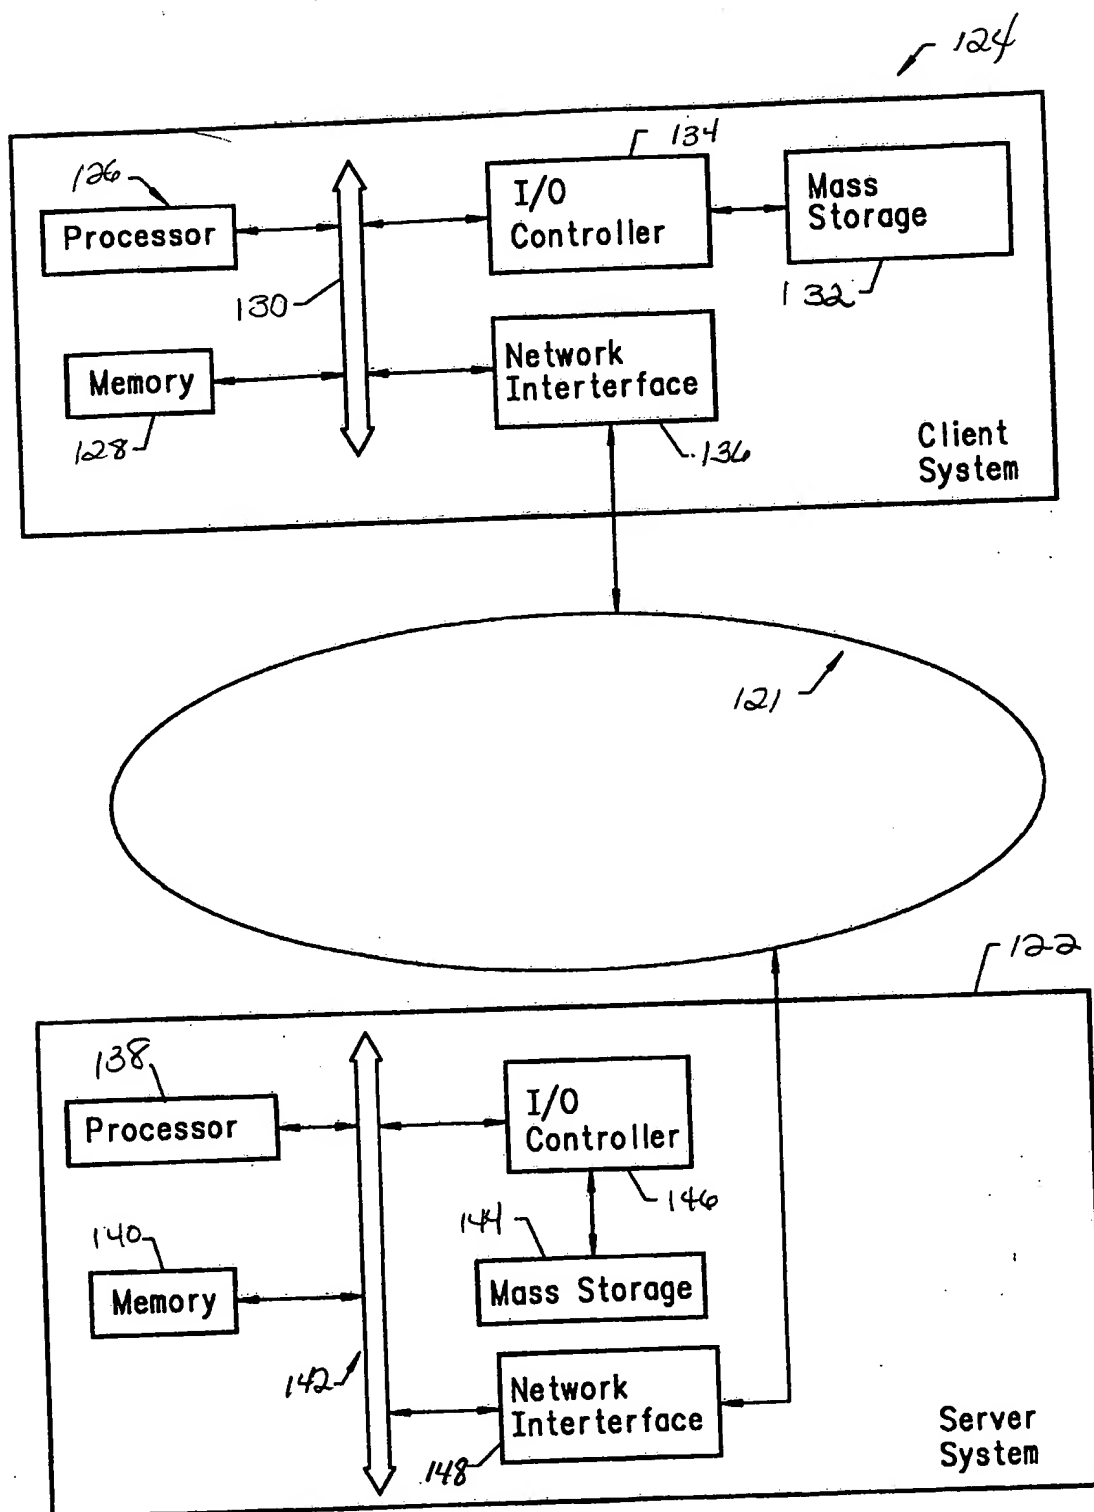 124
134
126
I/O
Controller
Mass
Storage
Processor
130
132
Network
Interterface
Memory
128
136
Client
System
121
122
138
I/O
Controller
Processor
146
144
140
Mass Storage
Memory
142
Network
Interterface
148
Server
System